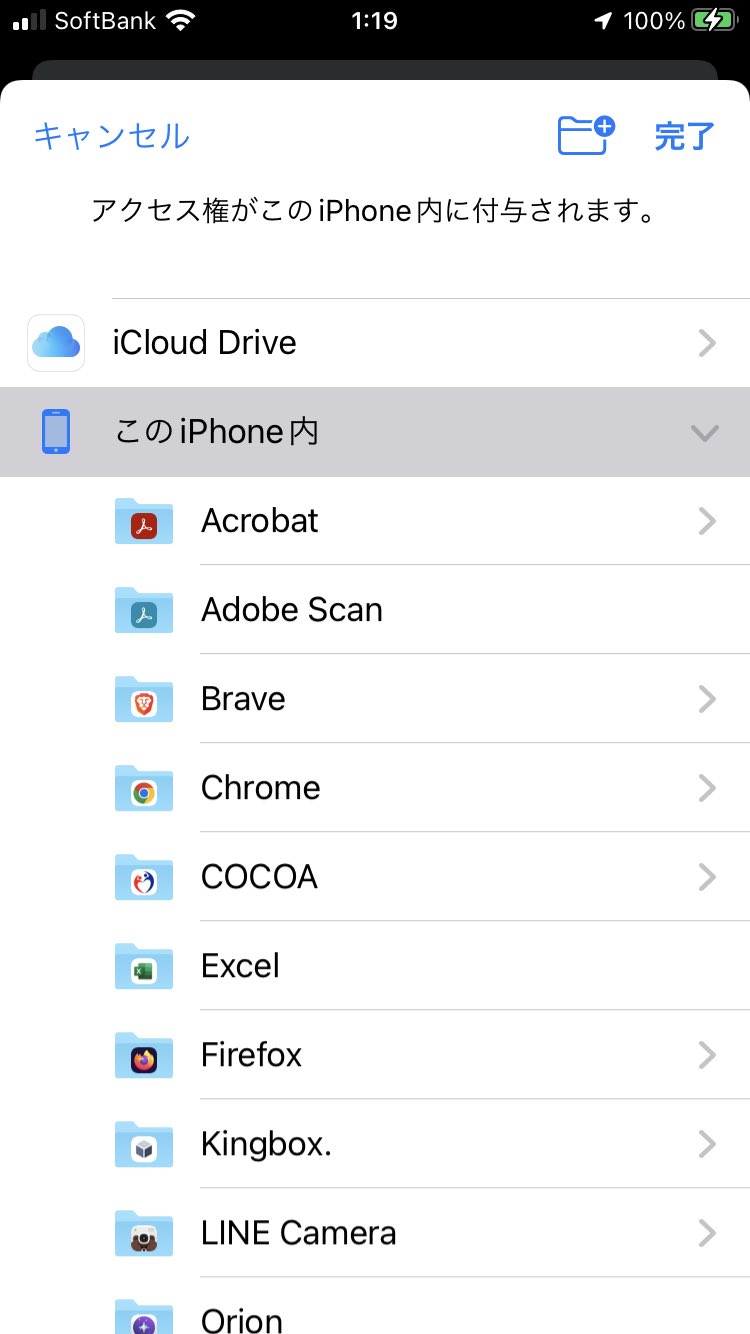 SoftBank 1:19 100%
キャンセル 完了
アクセス権がこのiPhone内に付与されます。
iCloud Drive
このiPhone内
Acrobat
Adobe Scan
Brave
Chrome
COCOA
Excel
Firefox
Kingbox.
LINE Camera
Orion